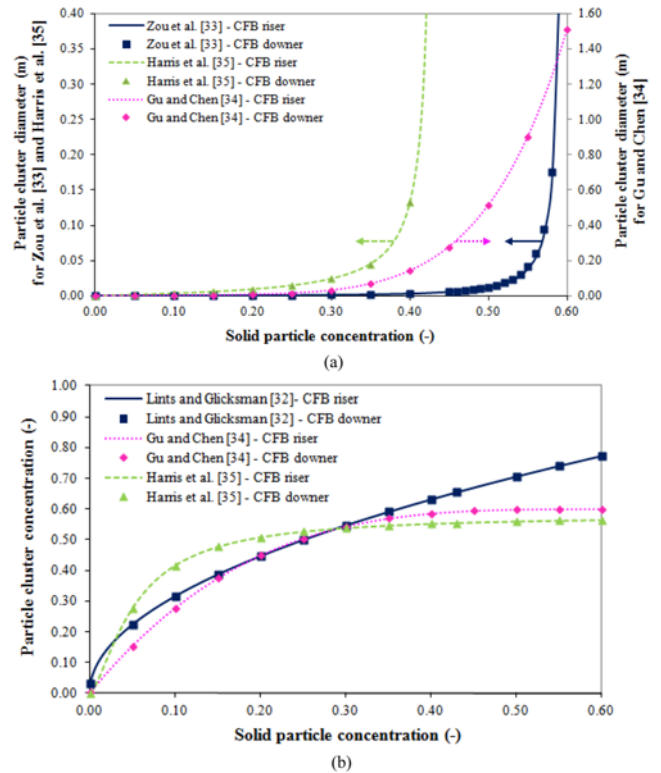 0.40
0.35
0.30
0.25
0.20
0.15
0.10
0.05
0.00
Particle cluster diameter (m)
for Zou et al. [33] and Harris et al. [35]
Zou et al. [33] - CFB riser
Zou et al. [33] - CFB downer
Harris et al. [35] - CFB riser
Harris et al. [35] - CFB downer
Gu and Chen [34] - CFB riser
Gu and Chen [34] - CFB downer
1.60
1.40
1.20
1.00
0.80
0.60
0.40
0.20
0.00
Particle cluster diameter (m)
for Gu and Chen [34]
0.00 0.10 0.20 0.30 0.40 0.50 0.60
Solid particle concentration (-)
(a)
1.00
0.90
0.80
0.70
0.60
0.50
0.40
0.30
0.20
0.10
0.00
Particle cluster concentration (-)
Lints and Glicksman [32]- CFB riser
Lints and Glicksman [32] - CFB downer
Gu and Chen [34] - CFB riser
Gu and Chen [34] - CFB downer
Harris et al. [35] - CFB riser
Harris et al. [35] - CFB downer
0.00 0.10 0.20 0.30 0.40 0.50 0.60
Solid particle concentration (-)
(b)